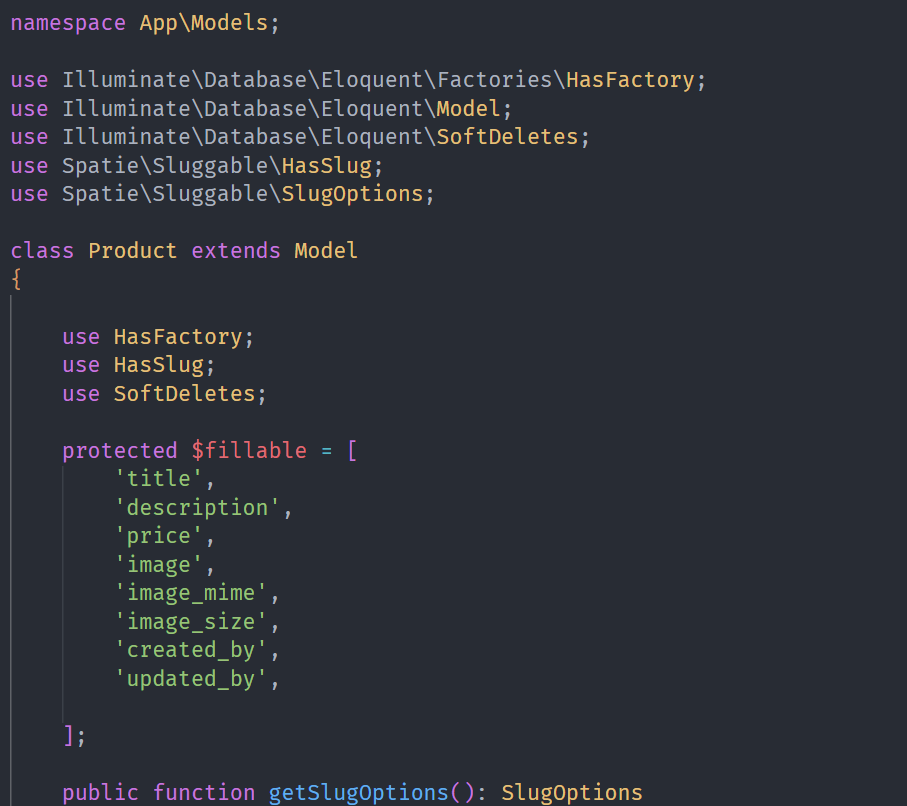 namespace App\Models;
use Illuminate\Database\Eloquent\Factories\HasFactory;
use Illuminate\Database\Eloquent\Model;
use Illuminate\Database\Eloquent\SoftDeletes;
use Spatie\Sluggable\HasSlug;
use Spatie\Sluggable\SlugOptions;
class Product extends Model
{
use HasFactory;
use HasSlug;
use SoftDeletes;
protected $fillable = [
'title',
'description',
'price',
'image',
'image_mime',
'image_size',
'created_by',
'updated_by',
];
public function getSlugOptions(): SlugOptions